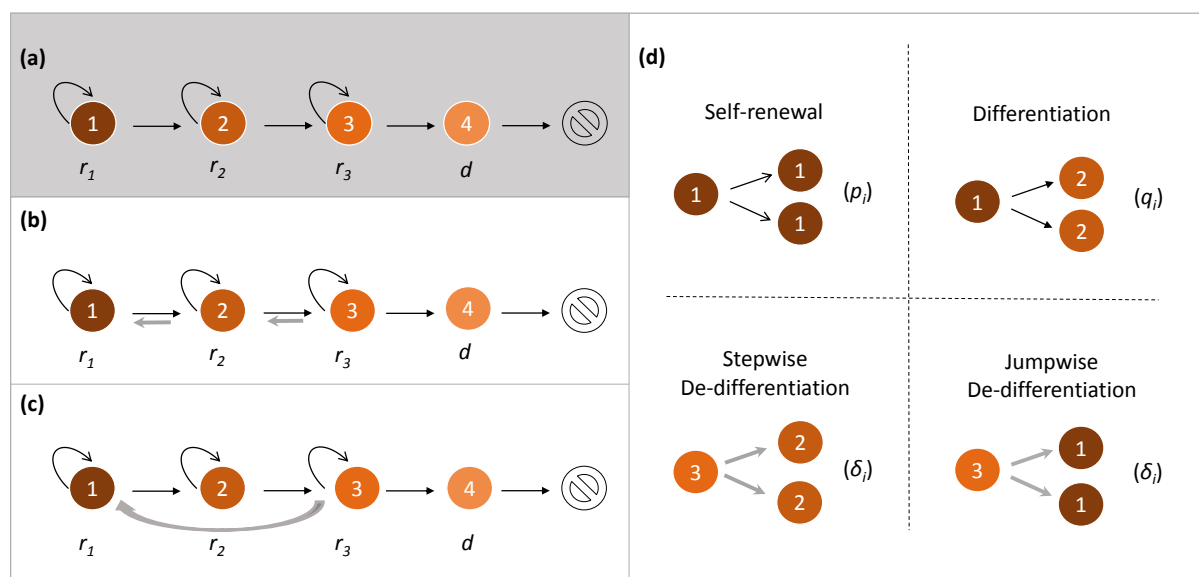 (a)
1 2 3 4
r1 r2 r3 d
(b)
1 2 3 4
r1 r2 r3 d
(c)
1 2 3 4
r1 r2 r3 d
(d)
Self-renewal
1 1 1 (pi)
Differentiation
1 2 2 (qi)
Stepwise
De-differentiation
3 2 2 (δi)
Jumpwise
De-differentiation
3 1 1 (δi)